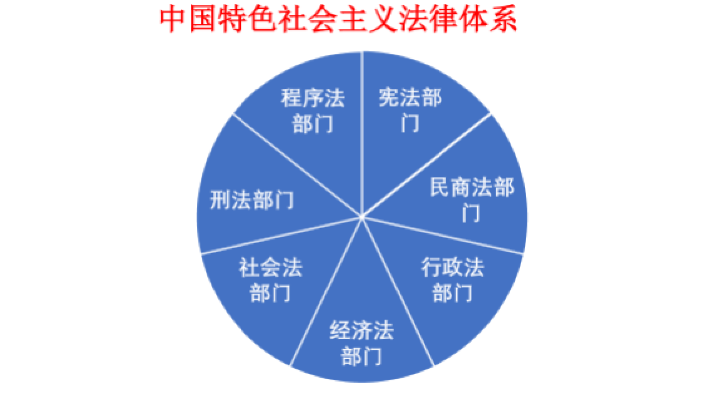 中国特色社会主义法律体系
程序法
部门
宪法部
门
民商法部
门
刑法部门
社会法
部门
行政法
部门
经济法
部门